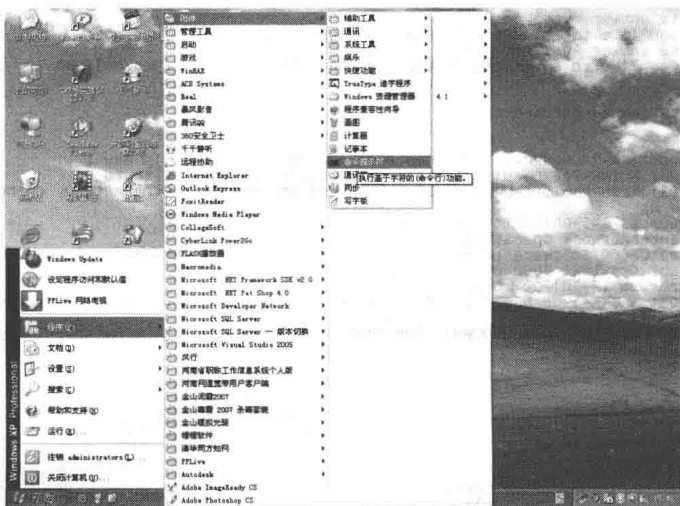 附件
管理工具
启动
游戏
WinRAR
ACD Systems
Real
暴风影音
腾讯QQ
360安全卫士
千千静听
远程协助
Internet Explorer
Outlook Express
FoxitReader
Windows Media Player
CollegeSoft
CyberLink Power2Go
FLASH播放器
Macromedia
Microsoft .NET Framework SDK v2.0
Microsoft .NET Pet Shop 4.0
Microsoft Developer Network
Microsoft SQL Server
Microsoft SQL Server — 版本切换
Microsoft Visual Studio 2005
风行
河南省职称工作信息系统个人版
河南网通宽带用户客户端
金山词霸2007
金山毒霸 2007 杀毒套装
金山模拟光驱
清华同方知网
PPLive
Autodesk
Adobe ImageReady CS
Adobe Photoshop CS
辅助工具
通讯
系统工具
娱乐
快捷功能
TrueType 造字程序
Windows 资源管理器
4.1
程序兼容性向导
画图
计算器
记事本
命令提示符
执行基于字符的(命令行)功能。
同步
写字板
Windows Update
设定程序访问和默认值
PPLive 网络电视
程序(P)
文档(D)
设置(S)
搜索(C)
帮助和支持(H)
运行(R)...
注销 administrators(L)...
关闭计算机(U)...
Windows XP Professional